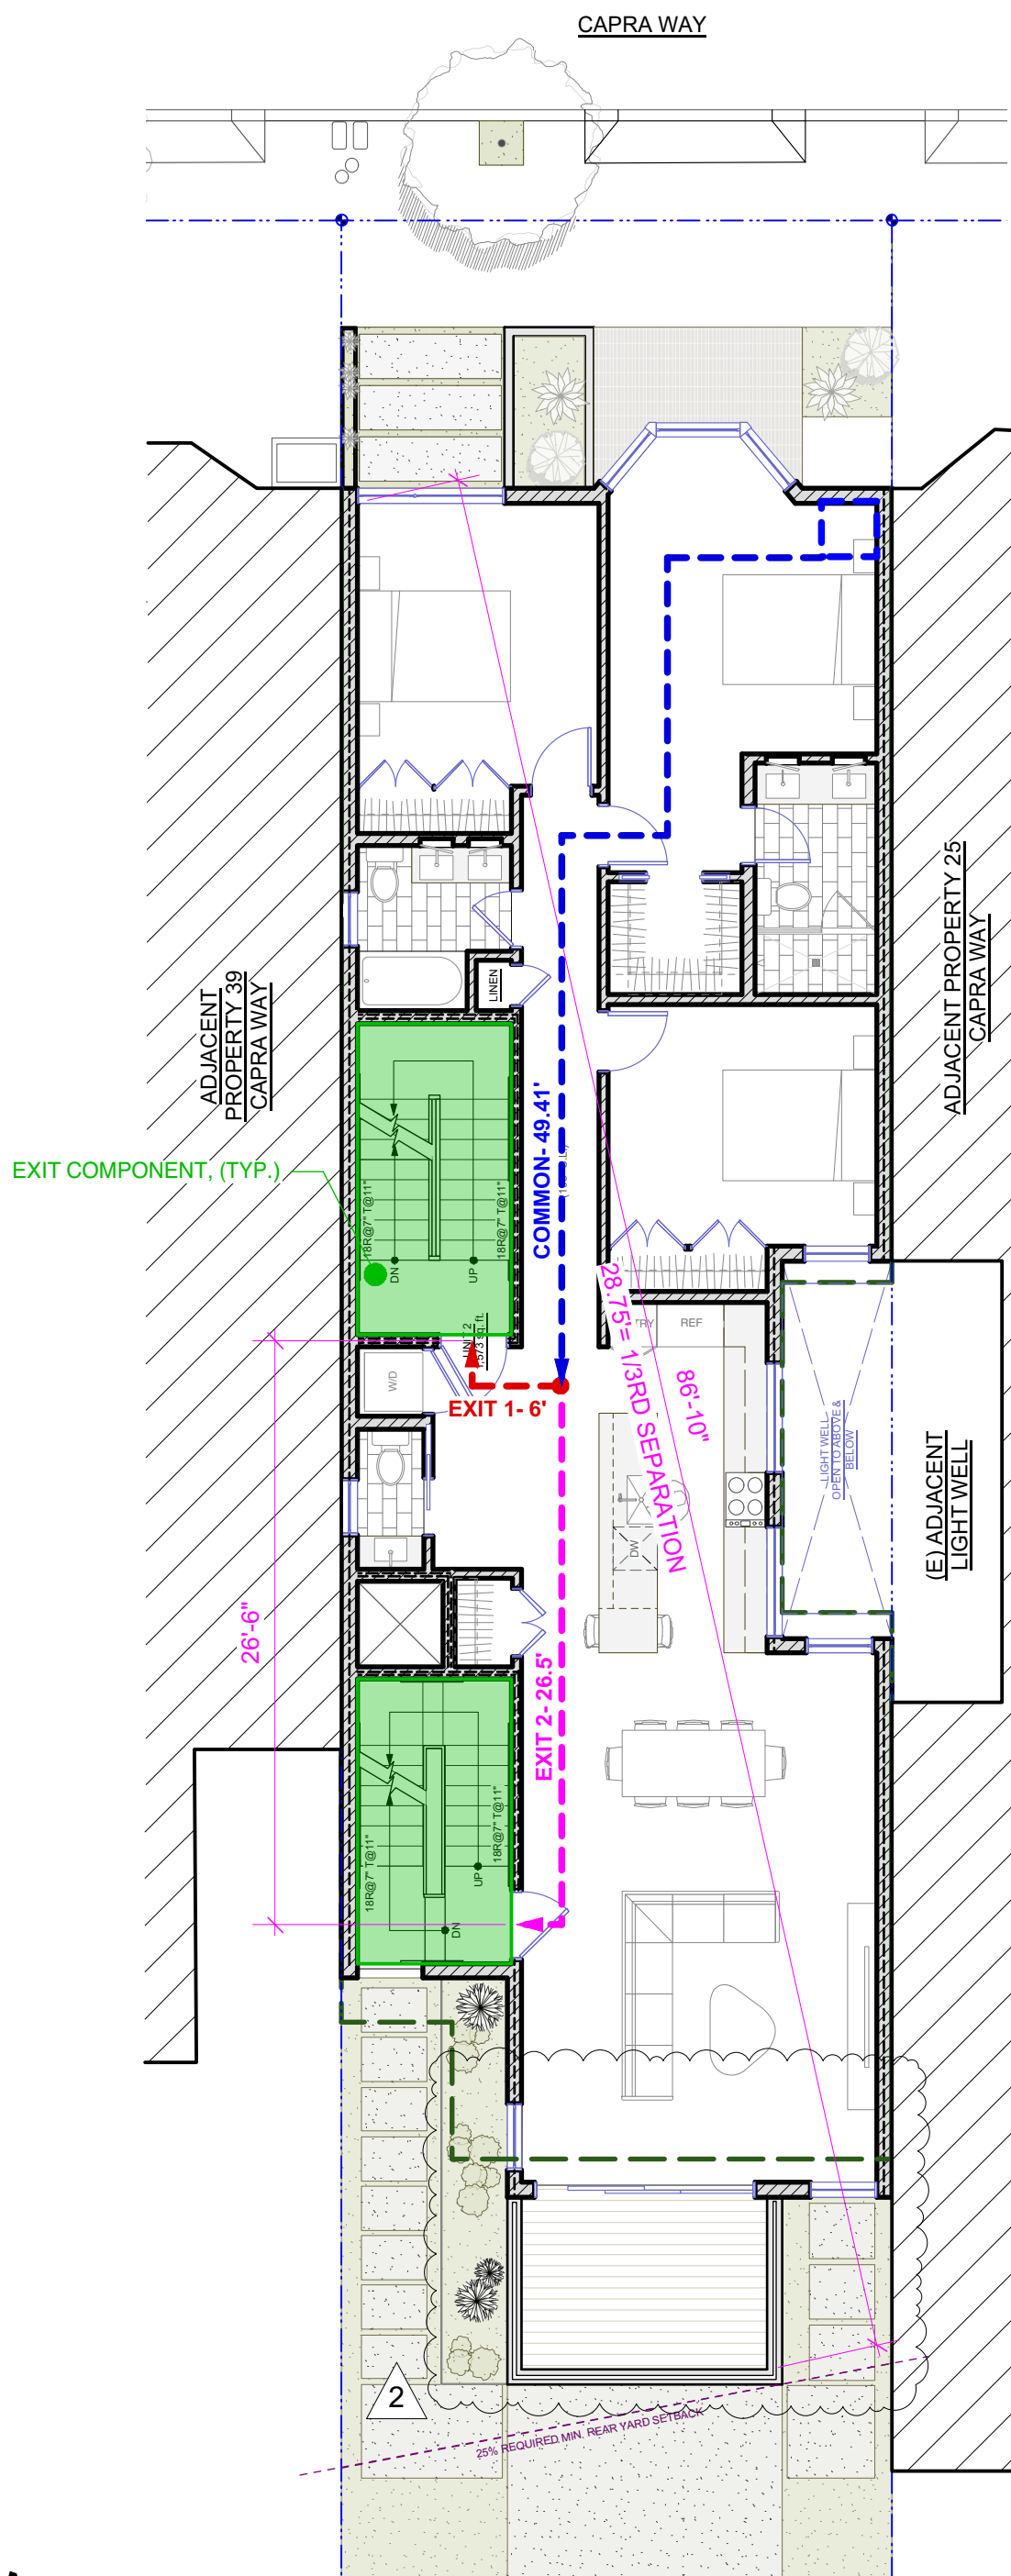 CAPRA WAY
ADJACENT
PROPERTY 39
CAPRA WAY
ADJACENT PROPERTY 25
CAPRA WAY
LINEN
EXIT COMPONENT, (TYP.)
18R@7" T@11"
18R@7" T@11"
DN
UP
COMMON- 49.41'
UNIT 2
W/D
EXIT 1- 6'
REF
28.75'= 1/3RD SEPARATION
86'-10"
LIGHT WELL
OPEN TO ABOVE &
BELOW
(E) ADJACENT
LIGHT WELL
DW
26'-6"
EXIT 2- 26.5'
18R@7" T@11"
18R@7" T@11"
UP
DN
2
25% REQUIRED MIN. REAR YARD SETBACK